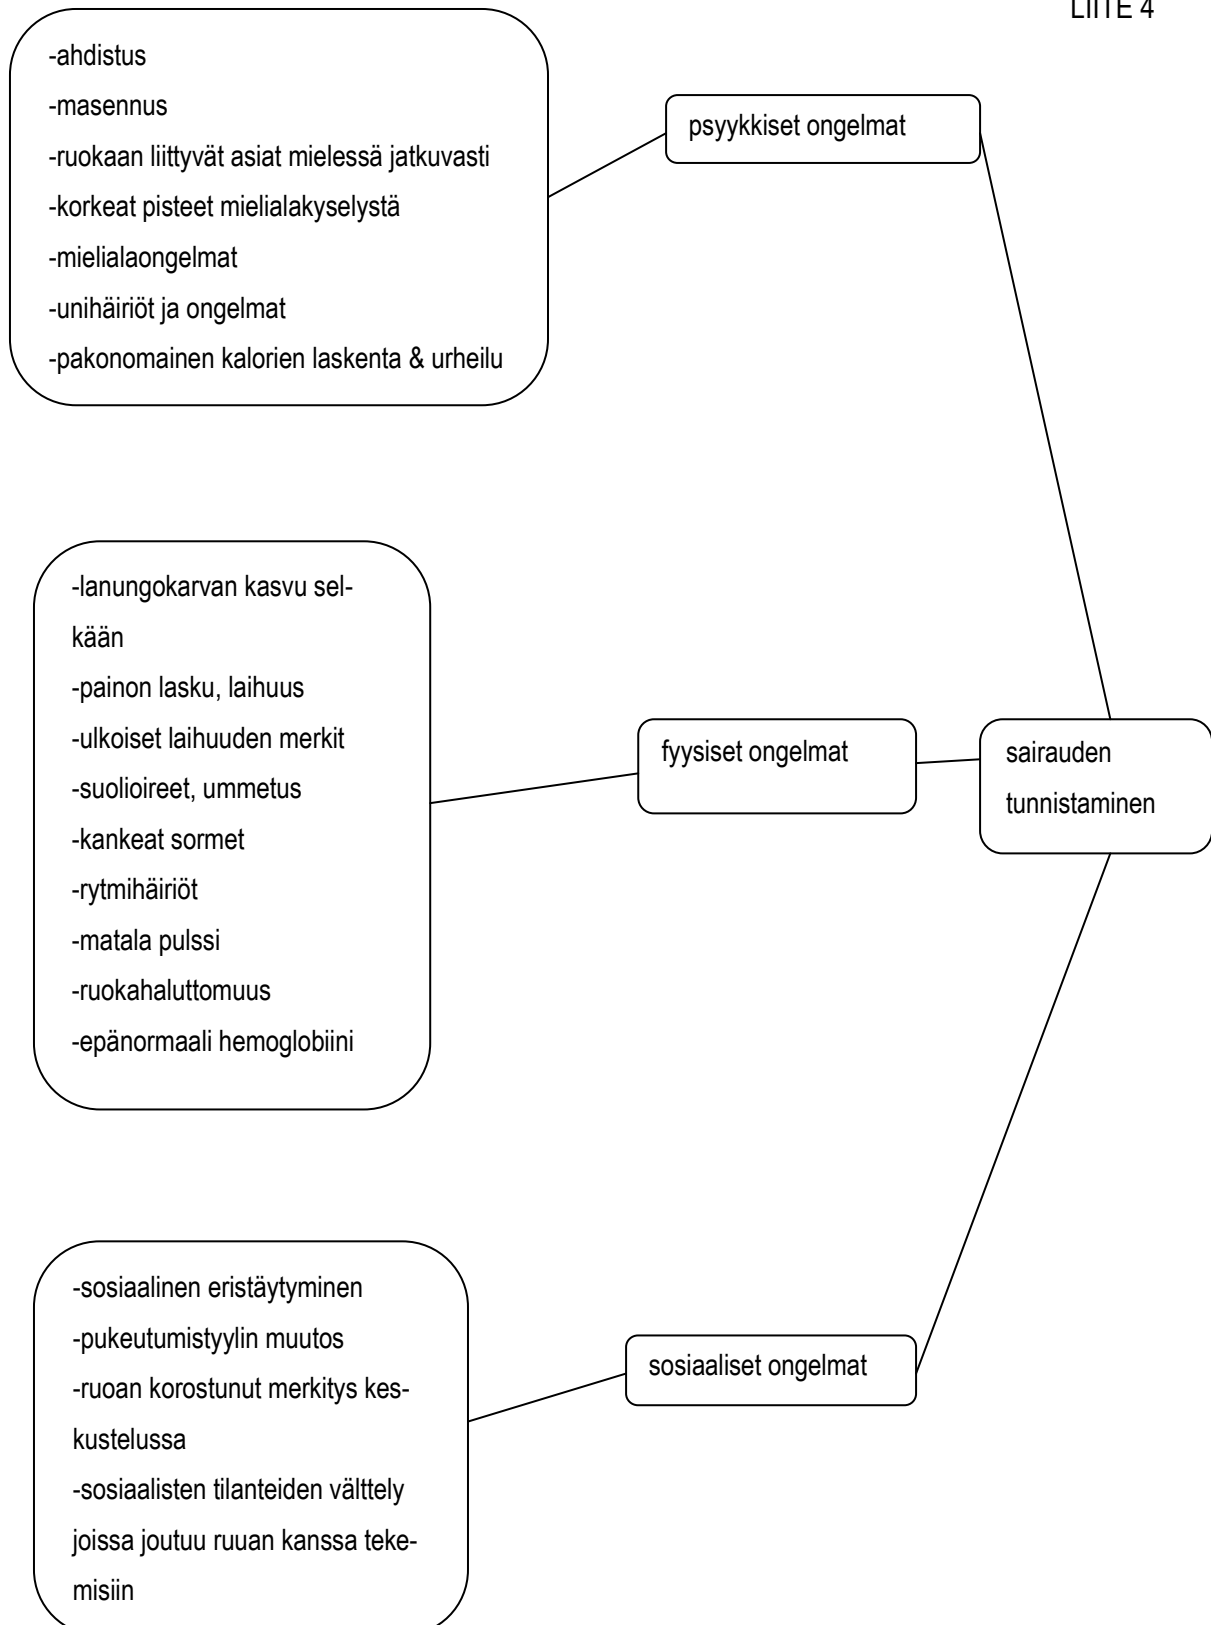 LIITE 4
-ahdistus
-masennus
-ruokaan liittyvät asiat mielessä jatkuvasti
-korkeat pisteet mielialakyselystä
-mielialaongelmat
-unihäiriöt ja ongelmat
-pakonomainen kalorien laskenta & urheilu
psyykkiset ongelmat
-lanungokarvan kasvu sel-
kään
-painon lasku, laihuus
-ulkoiset laihuuden merkit
-suolioireet, ummetus
-kankeat sormet
-rytmihäiriöt
-matala pulssi
-ruokahaluttomuus
-epänormaali hemoglobiini
fyysiset ongelmat
sairauden
tunnistaminen
-sosiaalinen eristäytyminen
-pukeutumistyylin muutos
-ruoan korostunut merkitys kes-
kustelussa
-sosiaalisten tilanteiden välttely
joissa joutuu ruuan kanssa teke-
misiin
sosiaaliset ongelmat